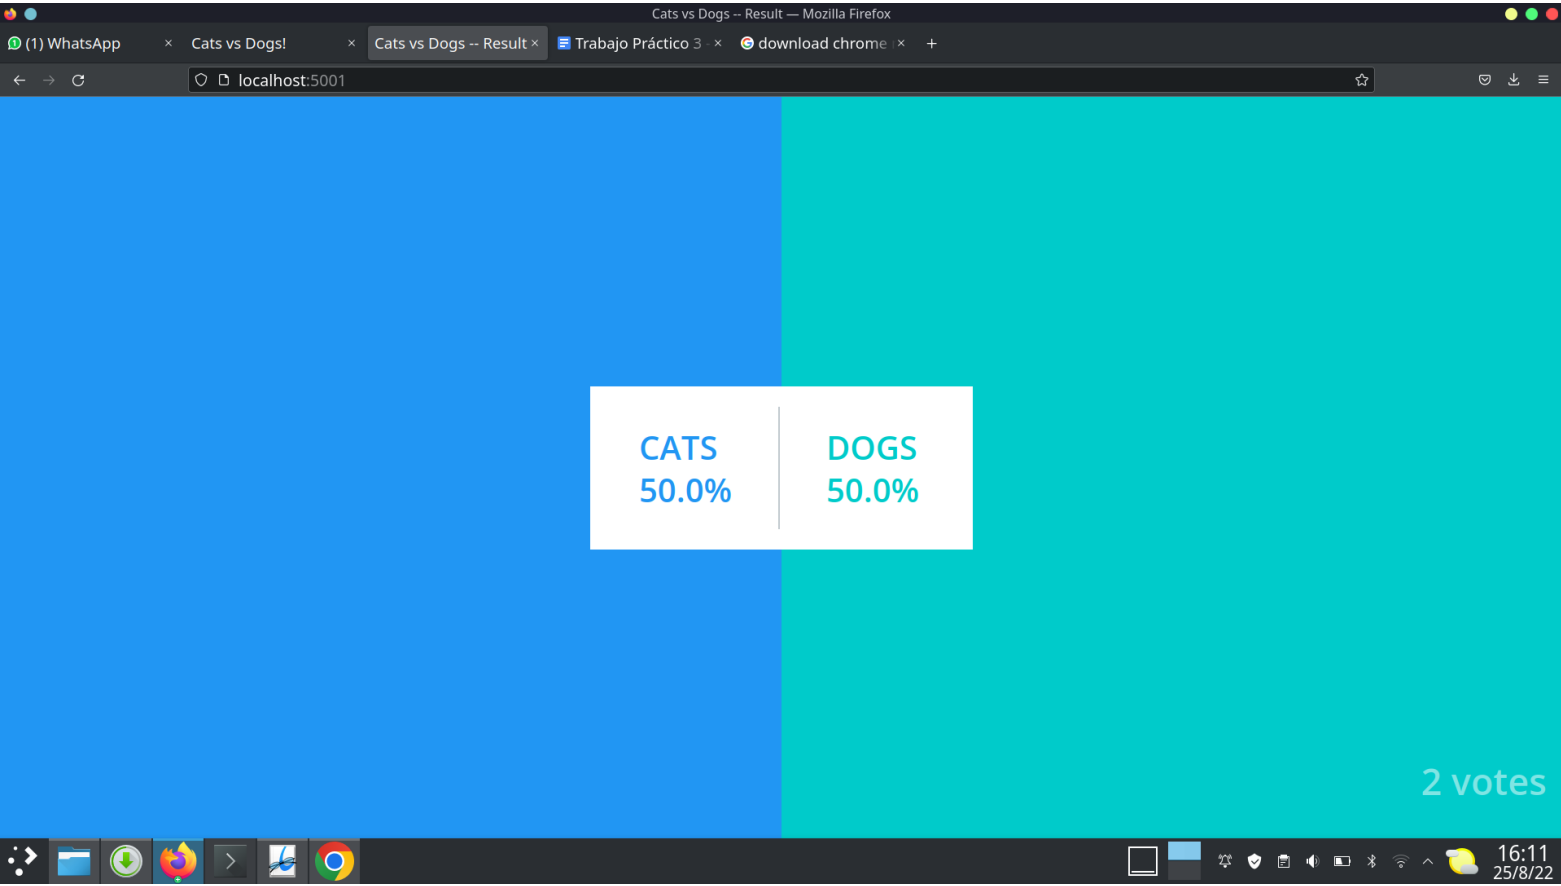 Cats vs Dogs -- Result — Mozilla Firefox
(1) WhatsApp
Cats vs Dogs!
Cats vs Dogs -- Result
Trabajo Práctico 3 -
download chrome
localhost:5001
CATS
50.0%
DOGS
50.0%
2 votes
16:11
25/8/22